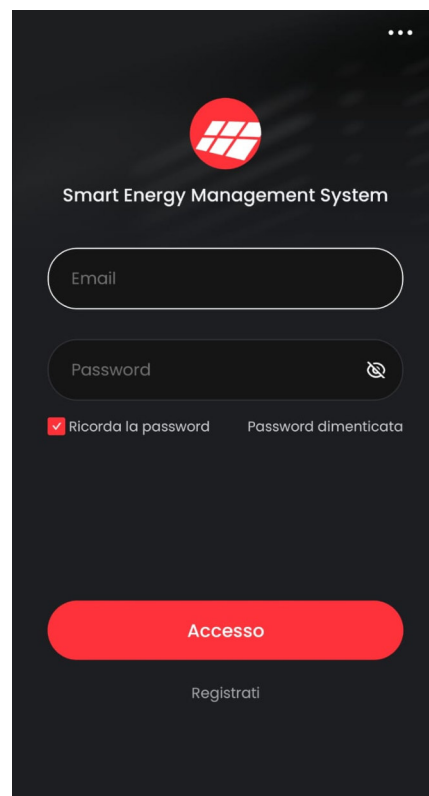 Smart Energy Management System
Email
Password
Ricorda la password Password dimenticata
Accesso
Registrati